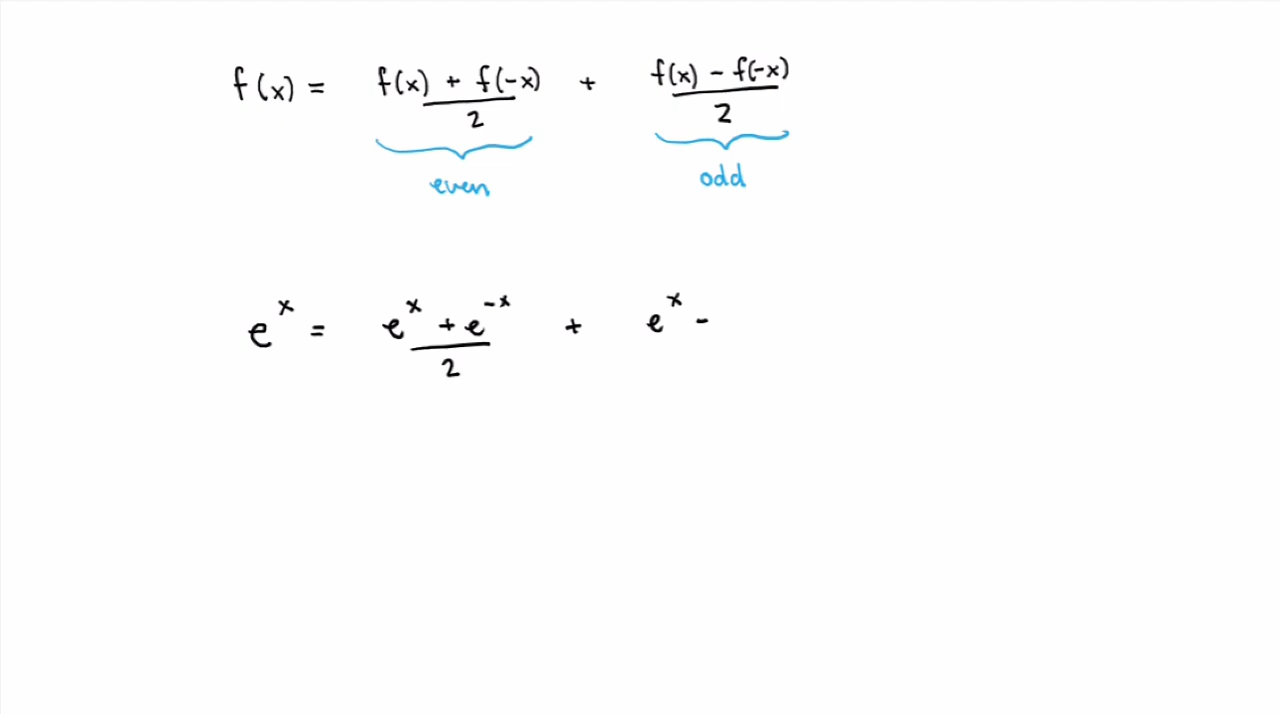 f(x) = f(x) + f(-x) / 2 + f(x) - f(-x) / 2
even odd
e^x = e^x + e^-x / 2 + e^x -